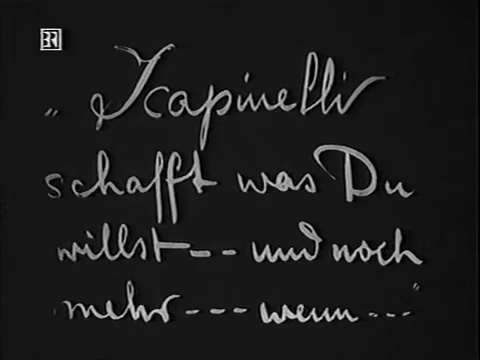 BR
„Scapinelli
schafft was Du
willst -- und noch
mehr --- wenn ---"